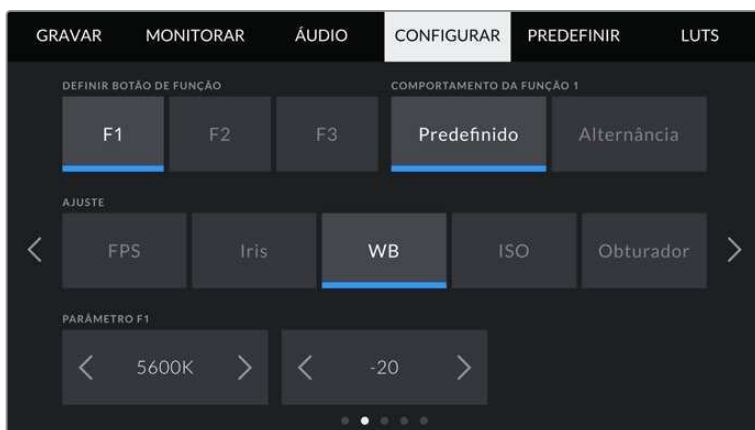 GRAVAR MONITORAR ÁUDIO CONFIGURAR PREDEFINIR LUTS
DEFINIR BOTÃO DE FUNÇÃO COMPORTAMENTO DA FUNÇÃO 1
F1 F2 F3 Predefinido Alternância
AJUSTE
FPS Iris WB ISO Obturador
PARÂMETRO F1
5600K -20